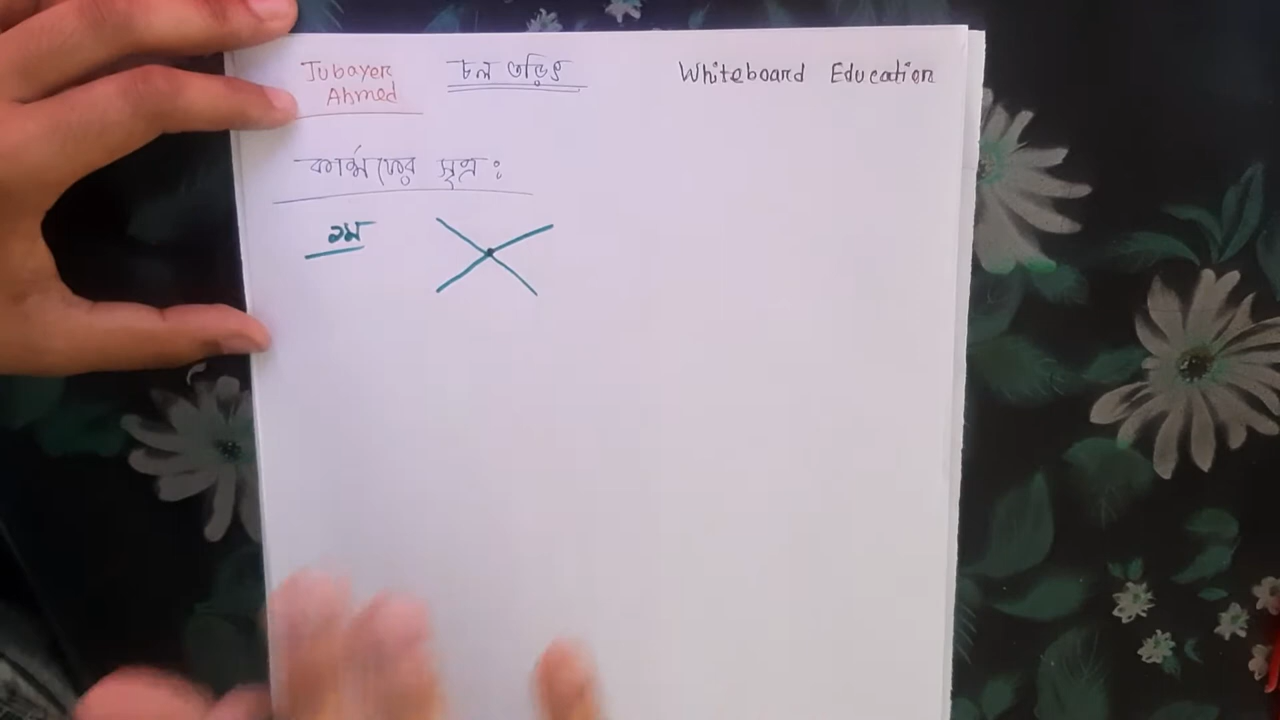 Jubayer
Ahmed
চল তড়িৎ
Whiteboard Education
কার্শফের সূত্র :
১ম